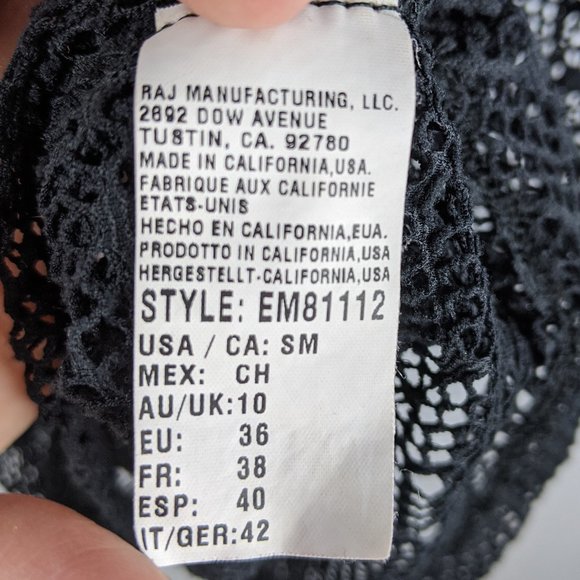 RAJ MANUFACTURING, LLC.
2692 DOW AVENUE
TUSTIN, CA. 92780
MADE IN CALIFORNIA,USA.
FABRIQUE AUX CALIFORNIE
ETATS-UNIS
HECHO EN CALIFORNIA,EUA.
PRODOTTO IN CALIFORNIA,USA
HERGESTELLT-CALIFORNIA,USA
STYLE: EM81112
USA / CA: SM
MEX: CH
AU/UK:10
EU: 36
FR: 38
ESP: 40
IT/GER:42